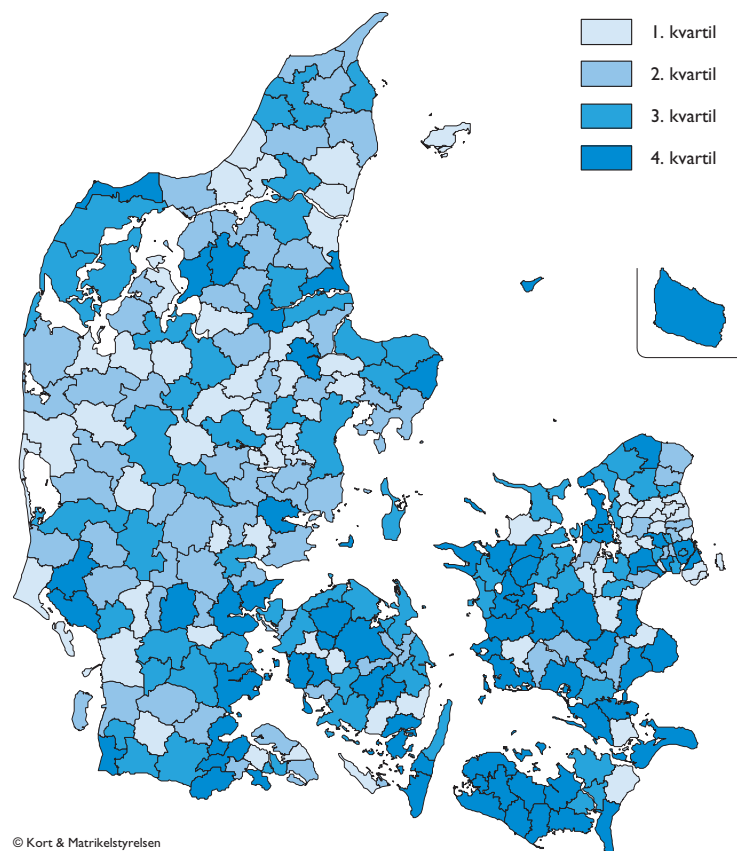 1. kvartil
2. kvartil
3. kvartil
4. kvartil
© Kort & Matrikelstyrelsen